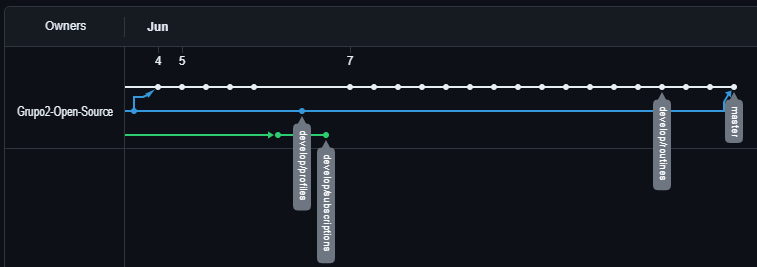 Owners
Jun
4 5 7
Grupo2-Open-Source
develop/profiles
develop/subscriptions
develop/routines
master